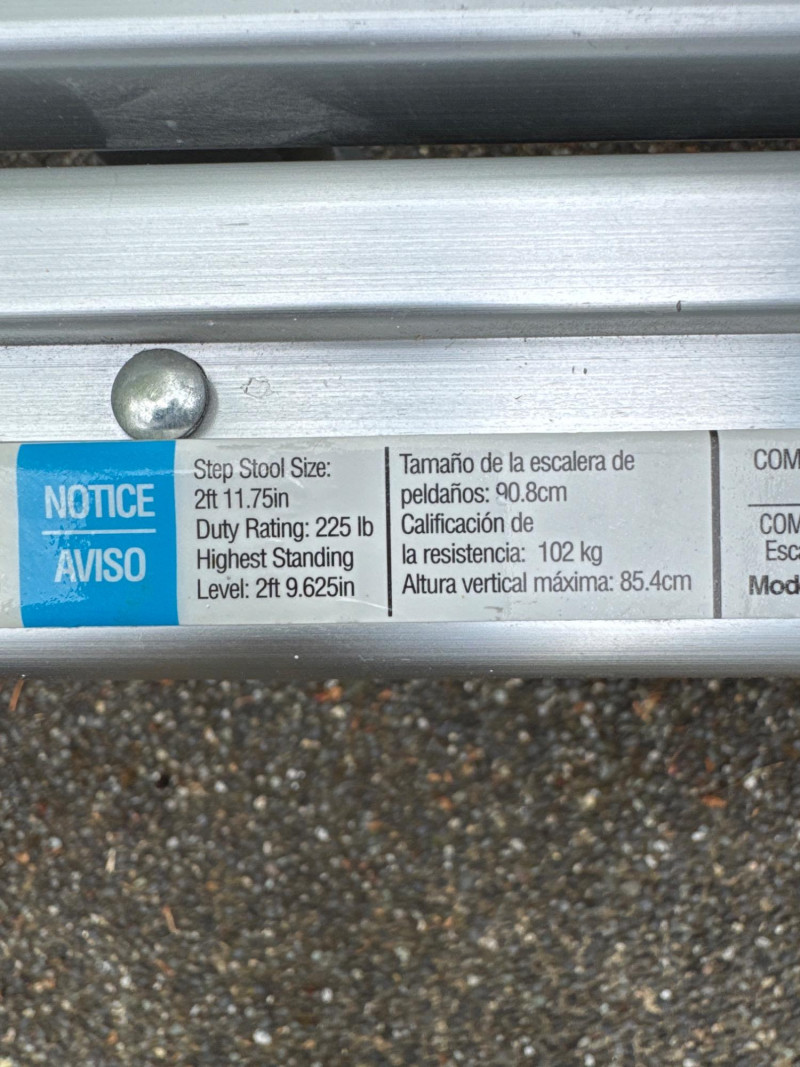 NOTICE
AVISO
Step Stool Size:
2ft 11.75in
Duty Rating: 225 lb
Highest Standing
Level: 2ft 9.625in
Tamaño de la escalera de
peldaños: 90.8cm
Calificación de
la resistencia: 102 kg
Altura vertical máxima: 85.4cm
COM
COM
Esca
Mod